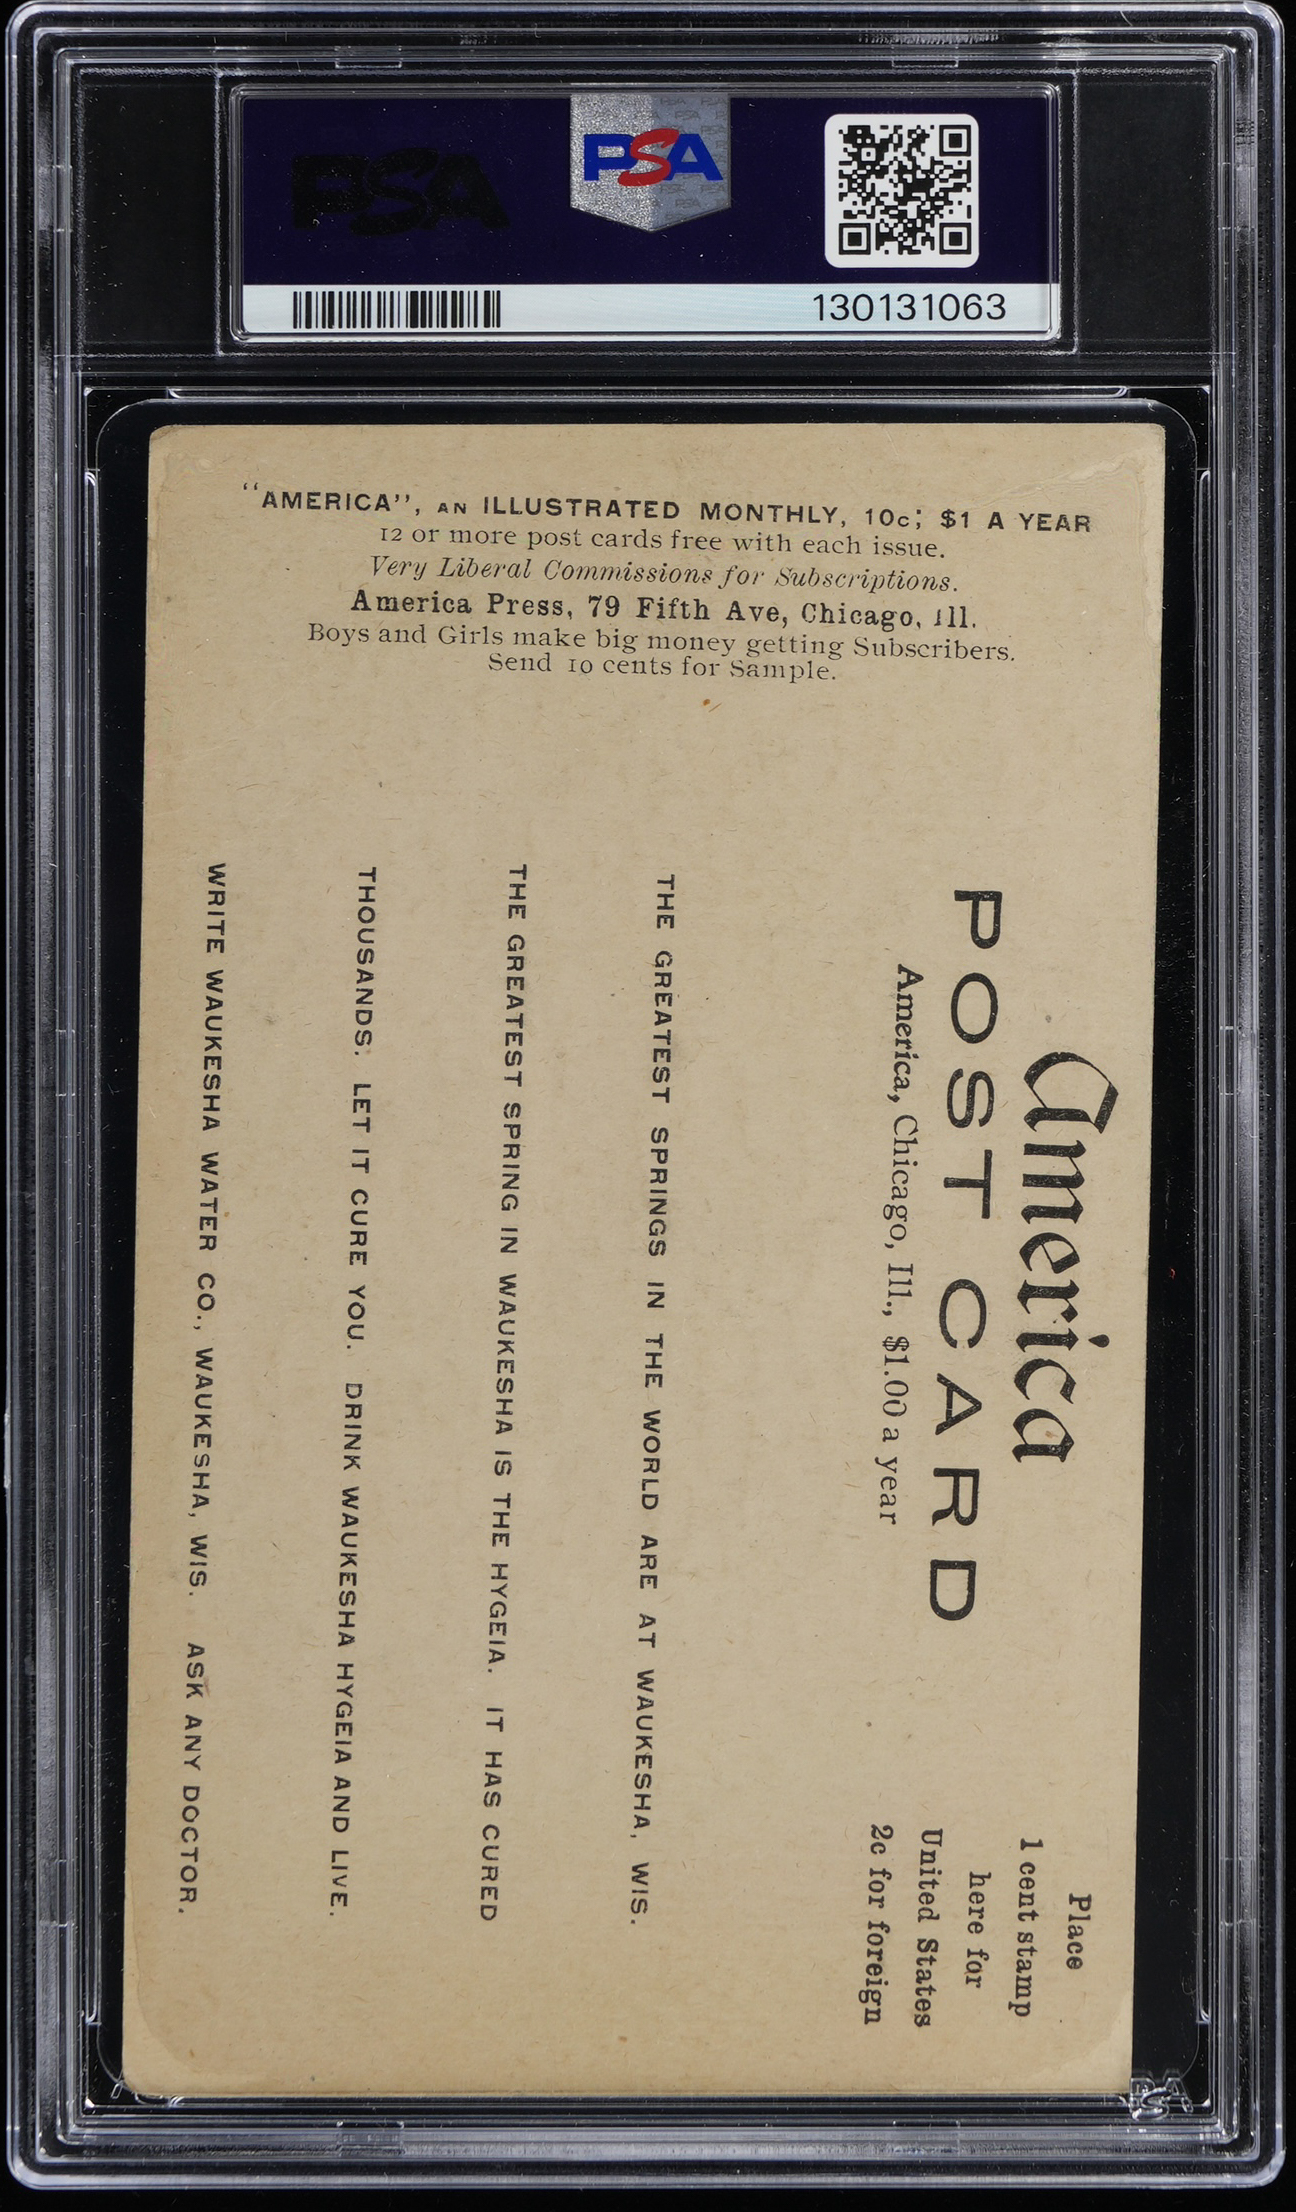 PSA
PSA
130131063
"AMERICA", AN ILLUSTRATED MONTHLY, 10c; $1 A YEAR
12 or more post cards free with each issue.
Very Liberal Commissions for Subscriptions.
America Press, 79 Fifth Ave, Chicago, Ill.
Boys and Girls make big money getting Subscribers.
Send 10 cents for Sample.
America
POST CARD
America, Chicago, Ill., $1.00 a year
Place
1 cent stamp
here for
United States
2c for foreign
THE GREATEST SPRINGS IN THE WORLD ARE AT WAUKESHA, WIS.
THE GREATEST SPRING IN WAUKESHA IS THE HYGEIA. IT HAS CURED
THOUSANDS. LET IT CURE YOU. DRINK WAUKESHA HYGEIA AND LIVE.
WRITE WAUKESHA WATER CO., WAUKESHA, WIS. ASK ANY DOCTOR.
PSA